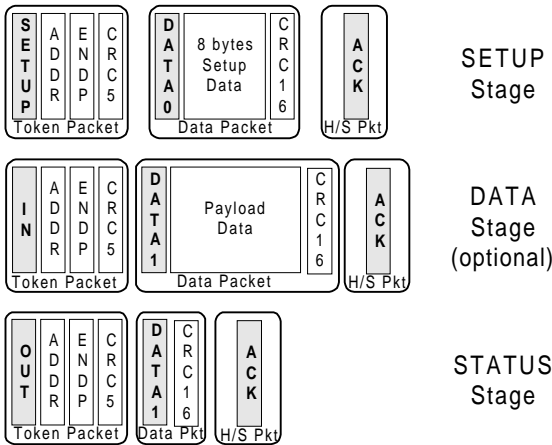 SETUP ADDR ENDP CRC5
Token Packet
DATA0 8 bytes Setup Data CRC16
Data Packet
ACK
H/S Pkt
SETUP
Stage
IN ADDR ENDP CRC5
Token Packet
DATA1 Payload Data CRC16
Data Packet
ACK
H/S Pkt
DATA
Stage
(optional)
OUT ADDR ENDP CRC5
Token Packet
DATA1 CRC16
Data Pkt
ACK
H/S Pkt
STATUS
Stage